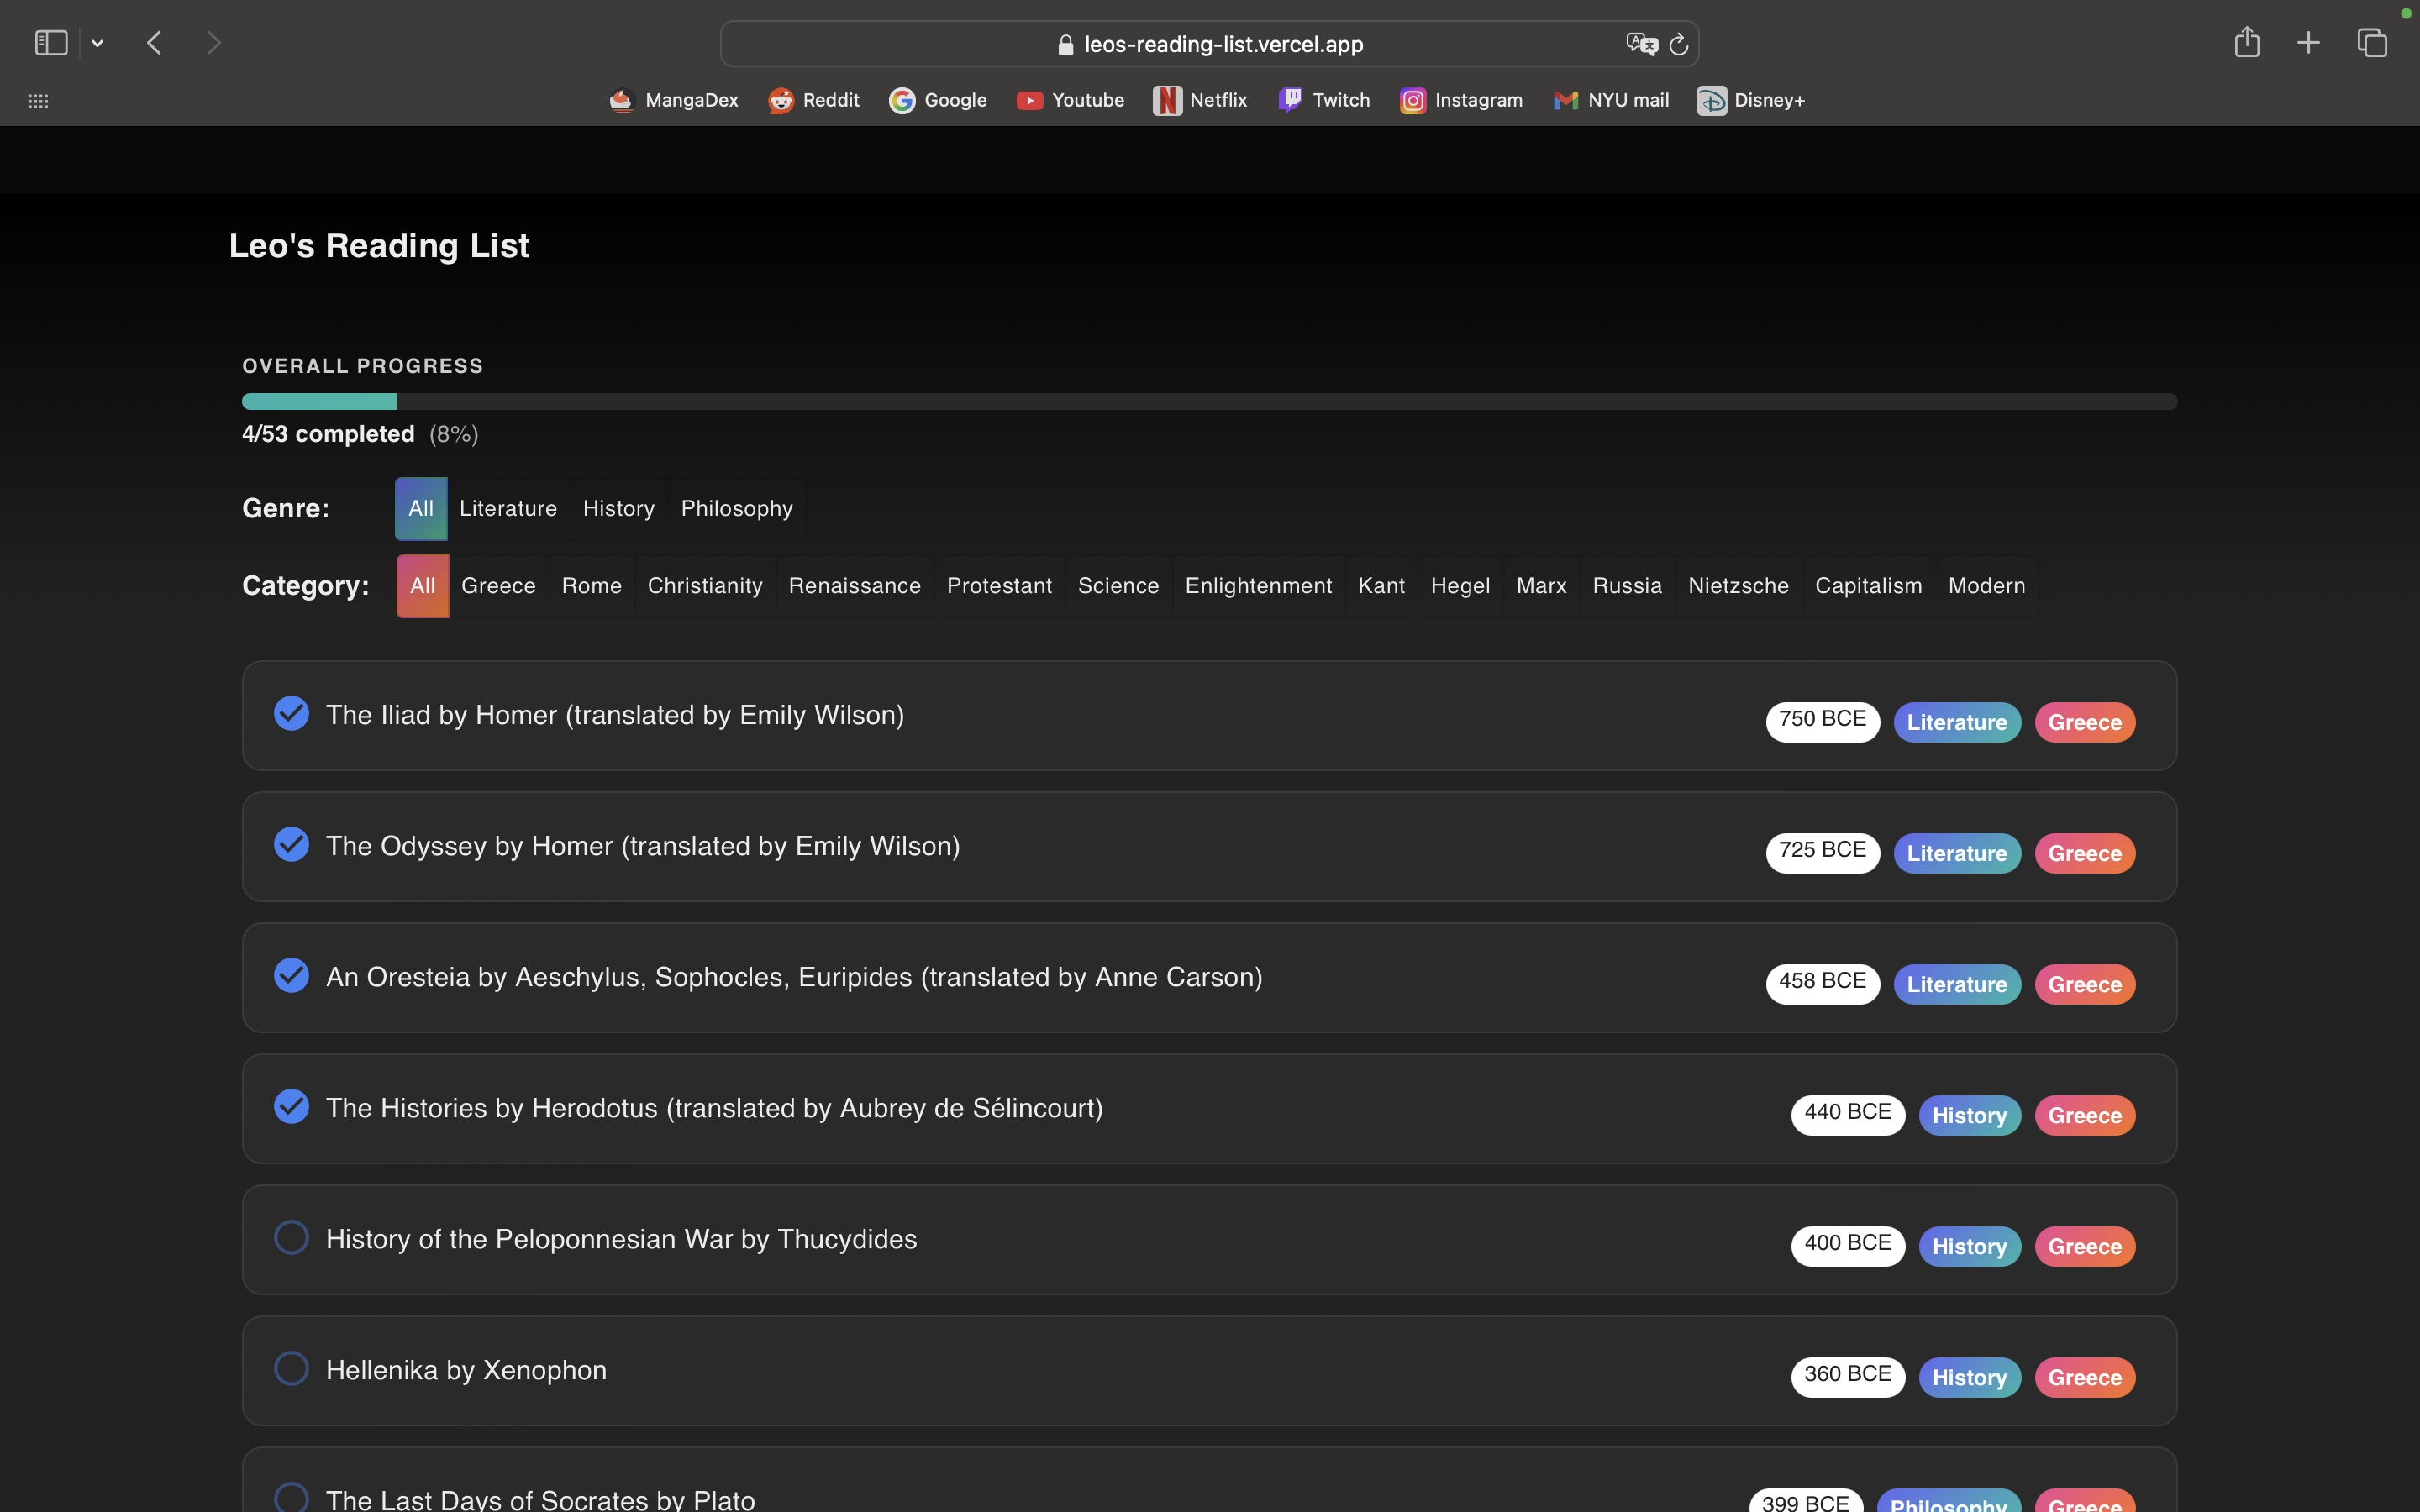 leos-reading-list.vercel.app
MangaDex Reddit Google Youtube Netflix Twitch Instagram NYU mail Disney+
Leo's Reading List
OVERALL PROGRESS
4/53 completed (8%)
Genre: All Literature History Philosophy
Category: All Greece Rome Christianity Renaissance Protestant Science Enlightenment Kant Hegel Marx Russia Nietzsche Capitalism Modern
The Iliad by Homer (translated by Emily Wilson) 750 BCE Literature Greece
The Odyssey by Homer (translated by Emily Wilson) 725 BCE Literature Greece
An Oresteia by Aeschylus, Sophocles, Euripides (translated by Anne Carson) 458 BCE Literature Greece
The Histories by Herodotus (translated by Aubrey de Sélincourt) 440 BCE History Greece
History of the Peloponnesian War by Thucydides 400 BCE History Greece
Hellenika by Xenophon 360 BCE History Greece
The Last Days of Socrates by Plato 399 BCE Philosophy Greece